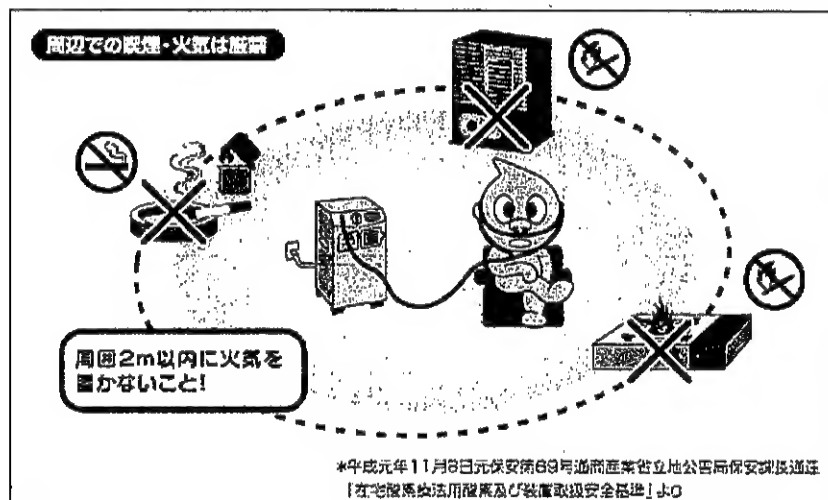 周辺での喫煙・火気は厳禁
周囲2m以内に火気を
置かないこと!
*平成元年11月8日元保安第69号通商産業省立地公害局保安課長通達
「在宅酸素療法用酸素及び装置取扱安全基準」より